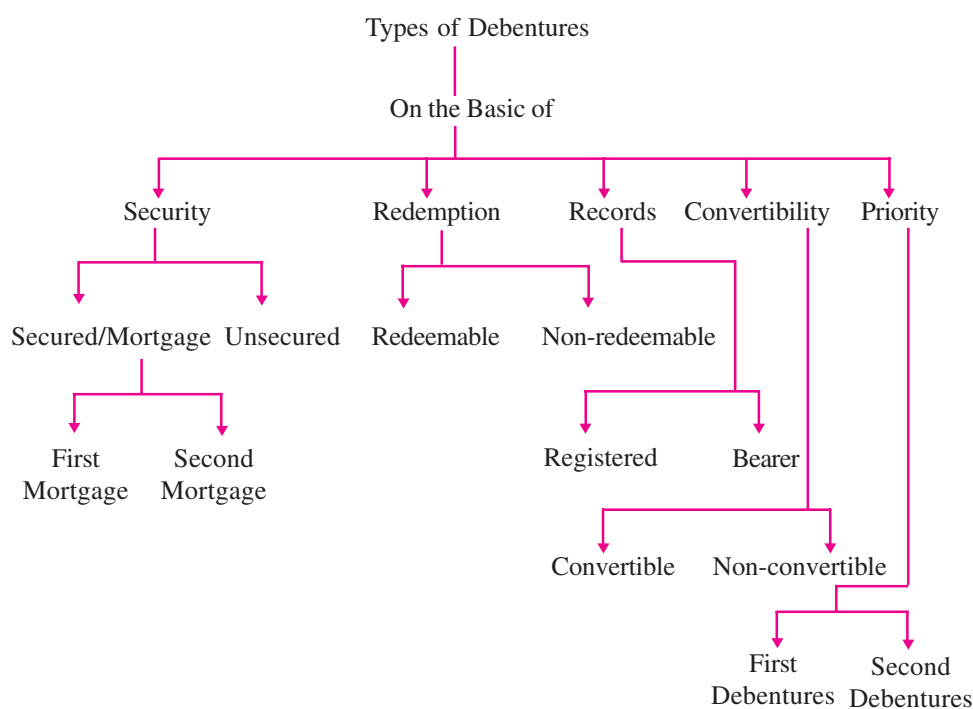 Types of Debentures
On the Basic of
Security Redemption Records Convertibility Priority
Secured/Mortgage Unsecured Redeemable Non-redeemable
First Second Registered Bearer
Mortgage Mortgage
Convertible Non-convertible
First Second
Debentures Debentures